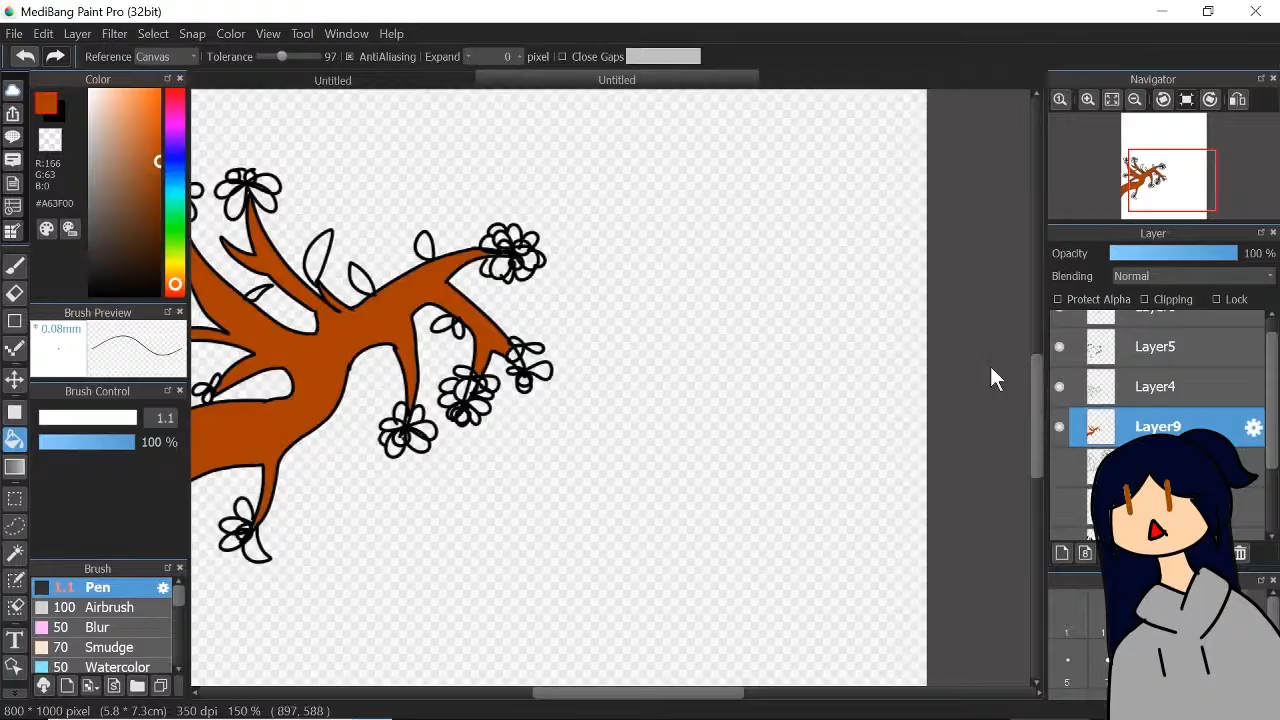 MediBang Paint Pro (32bit)
File Edit Layer Filter Select Snap Color View Tool Window Help
Reference Canvas Tolerance 97 AntiAliasing Expand 0 pixel Close Gaps
Color Untitled Untitled Navigator
R:166
G:63
B:0
#A63F00
Layer
Opacity 100 %
Blending Normal
Protect Alpha Clipping Lock
Brush Preview
* 0.08mm
Layer5
Layer4
Layer9
Brush Control
1.1
100 %
Brush
1.1 Pen
100 Airbrush
50 Blur
70 Smudge
50 Watercolor
1
5
800 * 1000 pixel (5.8 * 7.3cm) 350 dpi 150 % ( 897, 588 )